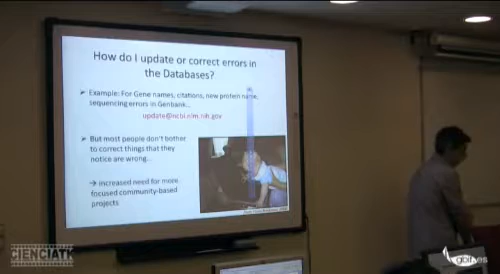 How do I update or correct errors in
the Databases?
Example: For Gene names, citations, new protein name,
sequencing errors in Genbank...
update@ncbi.nlm.nih.gov
But most people don't bother
to correct things that they
notice are wrong...
→ increased need for more
focused community-based
projects
CIENCIATK